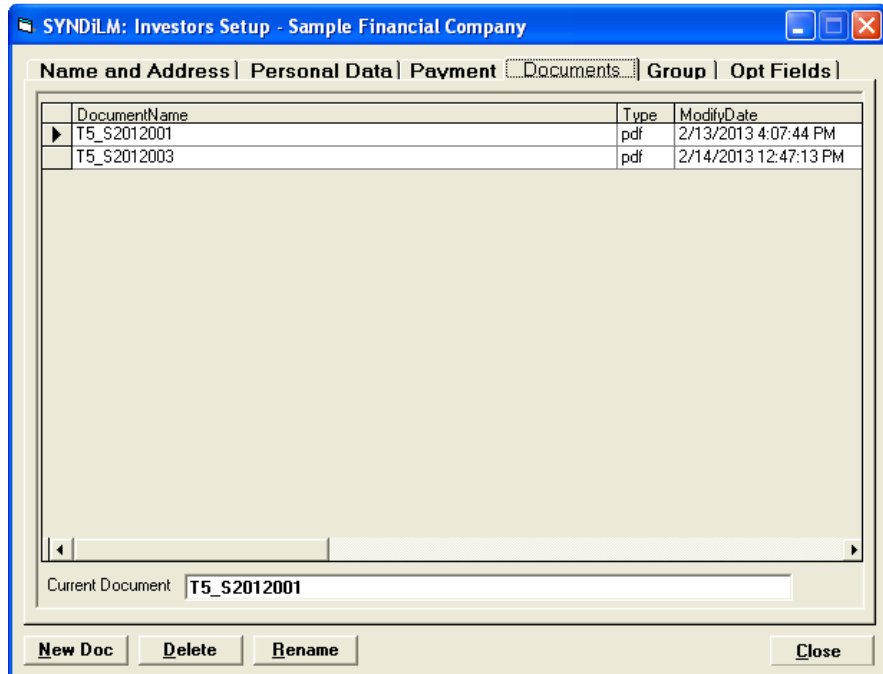 SYNDiLM: Investors Setup - Sample Financial Company
Name and Address Personal Data Payment Documents Group Opt Fields
DocumentName Type ModifyDate
T5_S2012001 pdf 2/13/2013 4:07:44 PM
T5_S2012003 pdf 2/14/2013 12:47:13 PM
Current Document T5_S2012001
New Doc Delete Rename Close